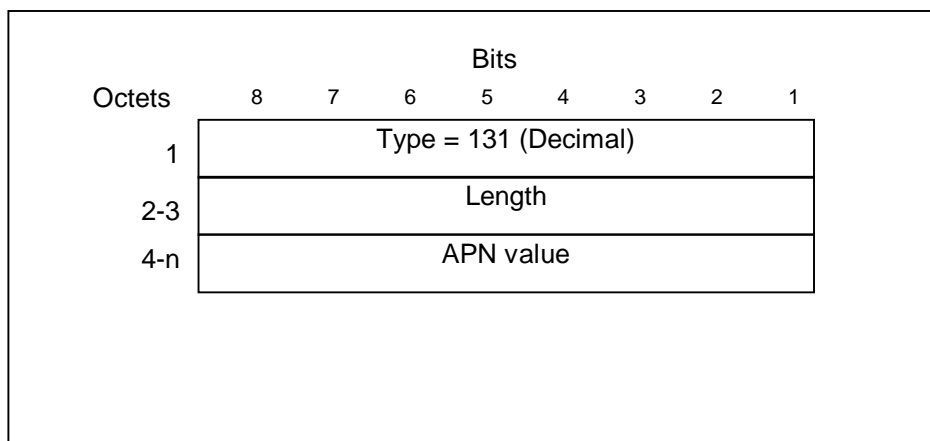 Bits
Octets 8 7 6 5 4 3 2 1
1 Type = 131 (Decimal)
2-3 Length
4-n APN value